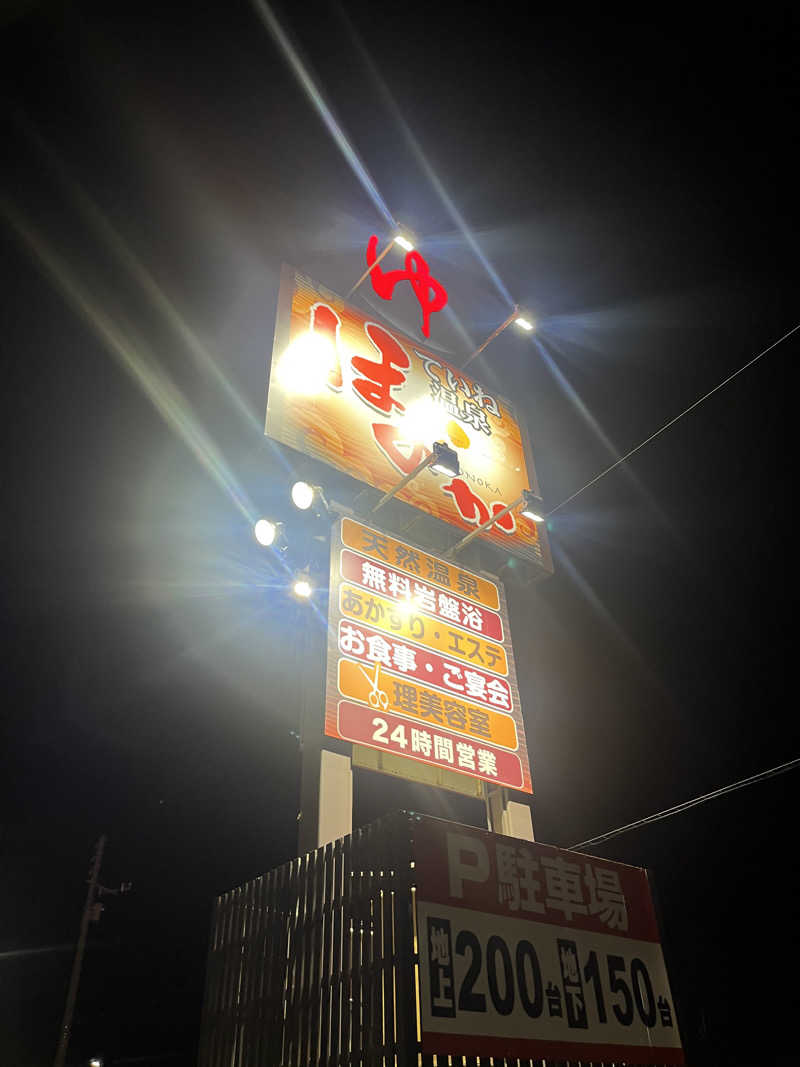 ゆ
ていね
温泉
ほのか
HONOKA
天然温泉
無料岩盤浴
あかすり・エステ
お食事・ご宴会
理美容室
24時間営業
P駐車場
地上200台 地下150台